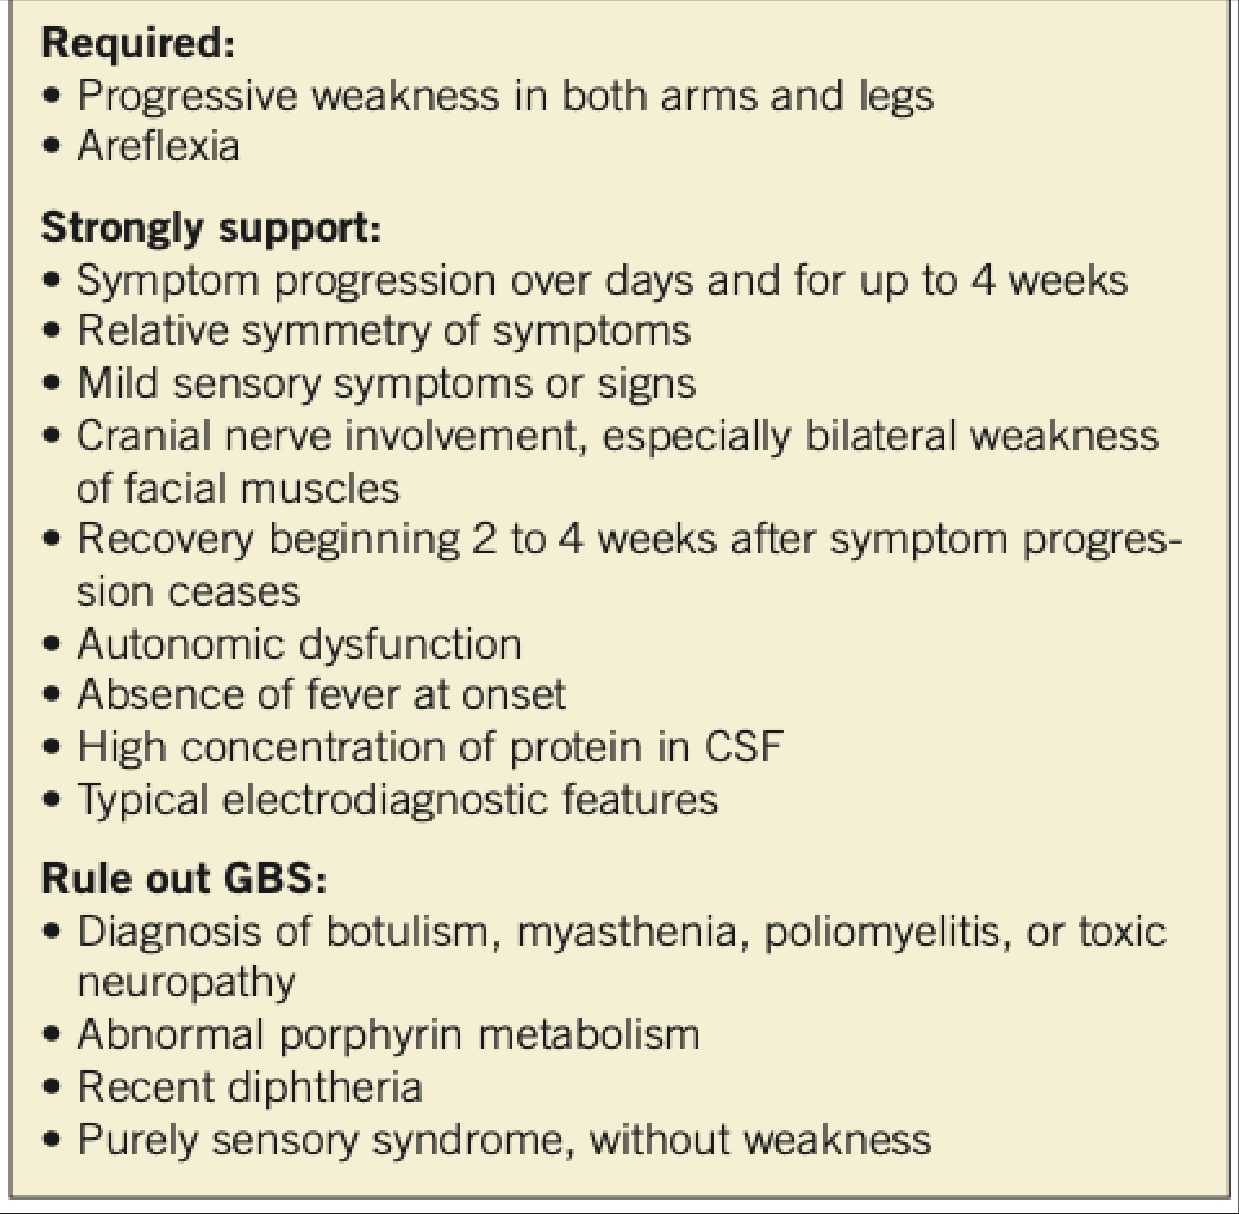 Required:
• Progressive weakness in both arms and legs
• Areflexia
Strongly support:
• Symptom progression over days and for up to 4 weeks
• Relative symmetry of symptoms
• Mild sensory symptoms or signs
• Cranial nerve involvement, especially bilateral weakness
of facial muscles
• Recovery beginning 2 to 4 weeks after symptom progres-
sion ceases
• Autonomic dysfunction
• Absence of fever at onset
• High concentration of protein in CSF
• Typical electrodiagnostic features
Rule out GBS:
• Diagnosis of botulism, myasthenia, poliomyelitis, or toxic
neuropathy
• Abnormal porphyrin metabolism
• Recent diphtheria
• Purely sensory syndrome, without weakness